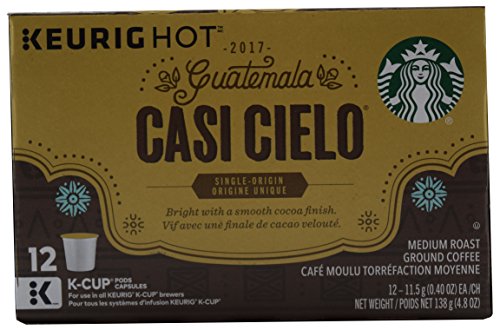 KEURIG HOT™
- 2017 -
Guatemala
CASI CIELO®
SINGLE-ORIGIN
ORIGINE UNIQUE
Bright with a smooth cocoa finish.
Vif avec une finale de cacao velouté.
12
K-CUP® PODS CAPSULES
For use in all KEURIG® K-CUP® brewers
Pour tous les systèmes d'infusion KEURIG® K-CUP®
MEDIUM ROAST
GROUND COFFEE
CAFÉ MOULU TORRÉFACTION MOYENNE
12 – 11.5 g (0.40 OZ) EA /CH
NET WEIGHT / POIDS NET 138 g (4.8 OZ)